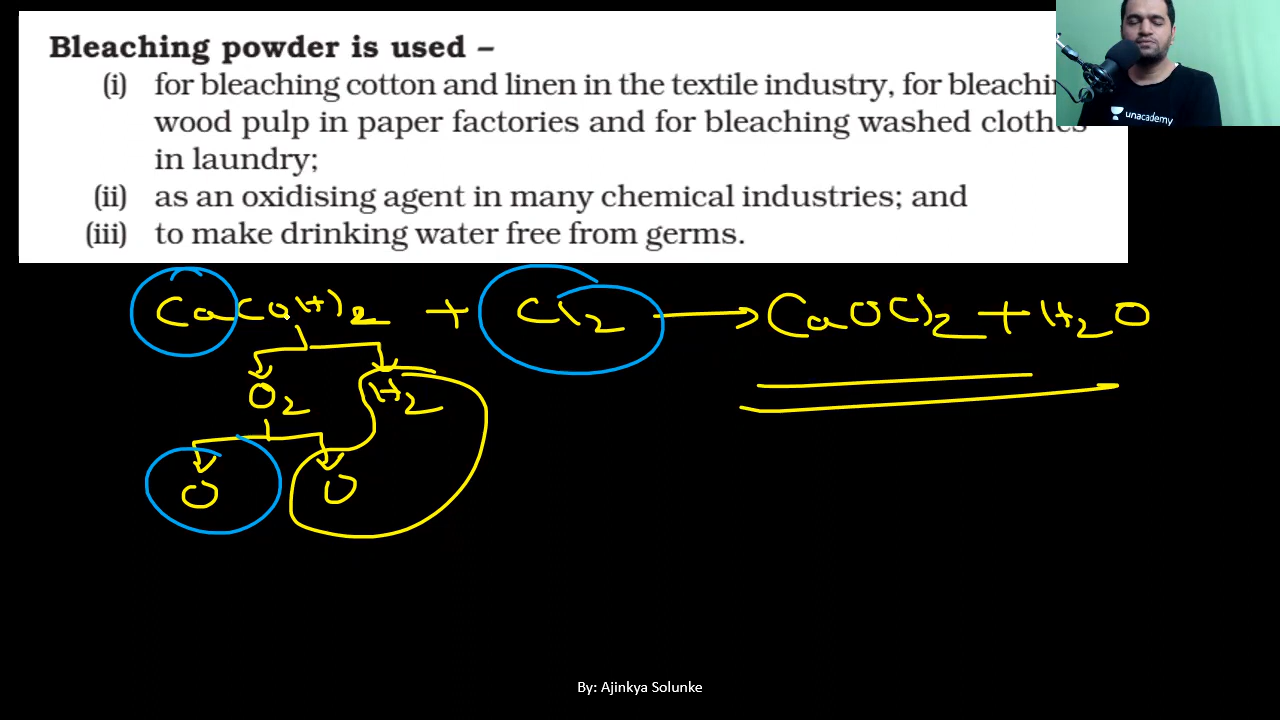 Bleaching powder is used –
(i) for bleaching cotton and linen in the textile industry, for bleachin
wood pulp in paper factories and for bleaching washed clothes
in laundry;
(ii) as an oxidising agent in many chemical industries; and
(iii) to make drinking water free from germs.
unacademy
Ca(OH)2 + Cl2 → CaOCl2 + H2O
O2 H2
O O
By: Ajinkya Solunke